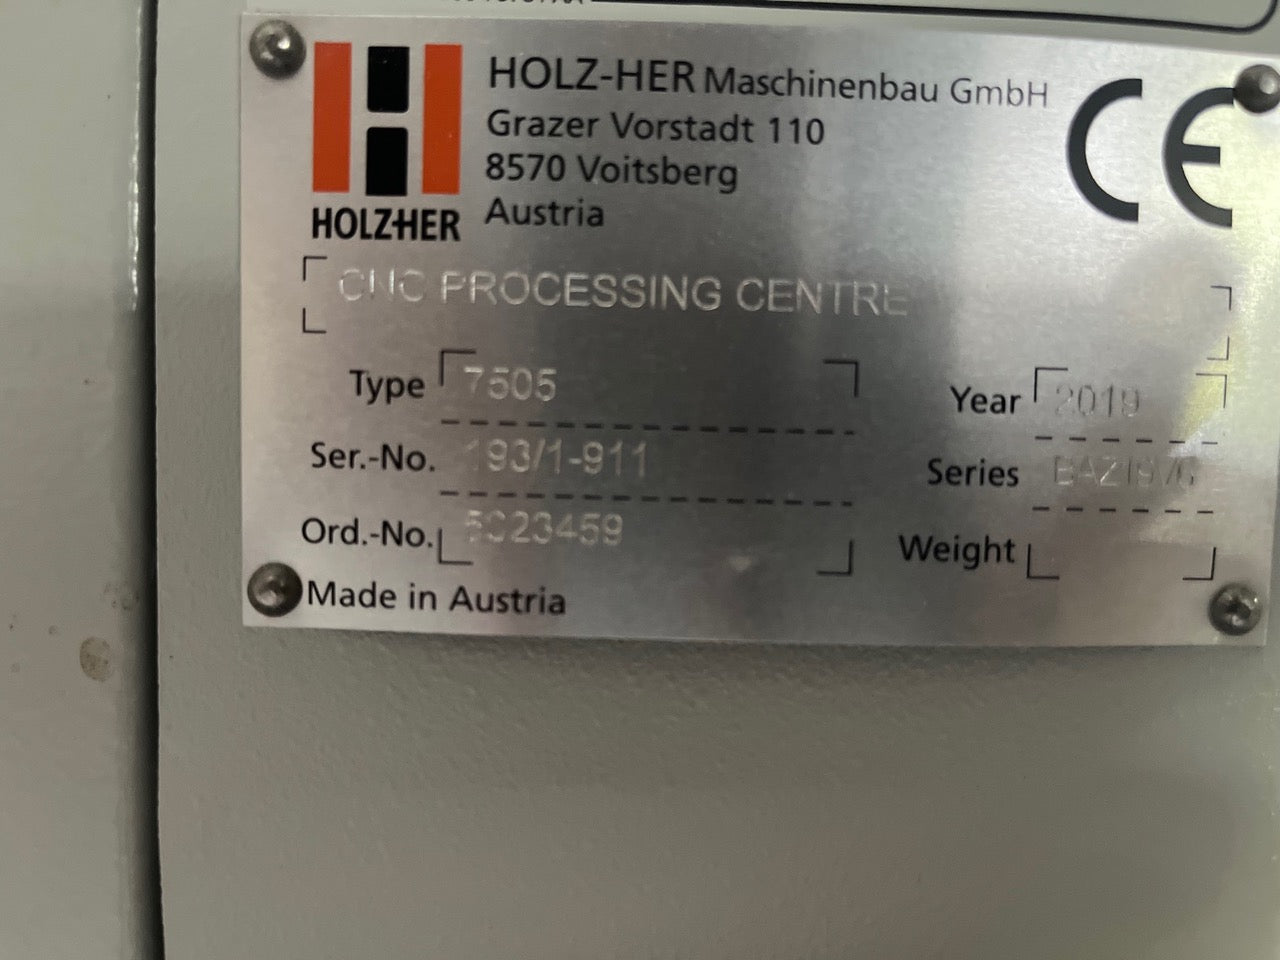 HOLZ-HER Maschinenbau GmbH
Grazer Vorstadt 110
8570 Voitsberg
Austria
CE
HOLZHER
CNC PROCESSING CENTRE
Type 7505
Year 2019
Ser.-No. 193/1-911
Series
Ord.-No.
Weight
Made in Austria